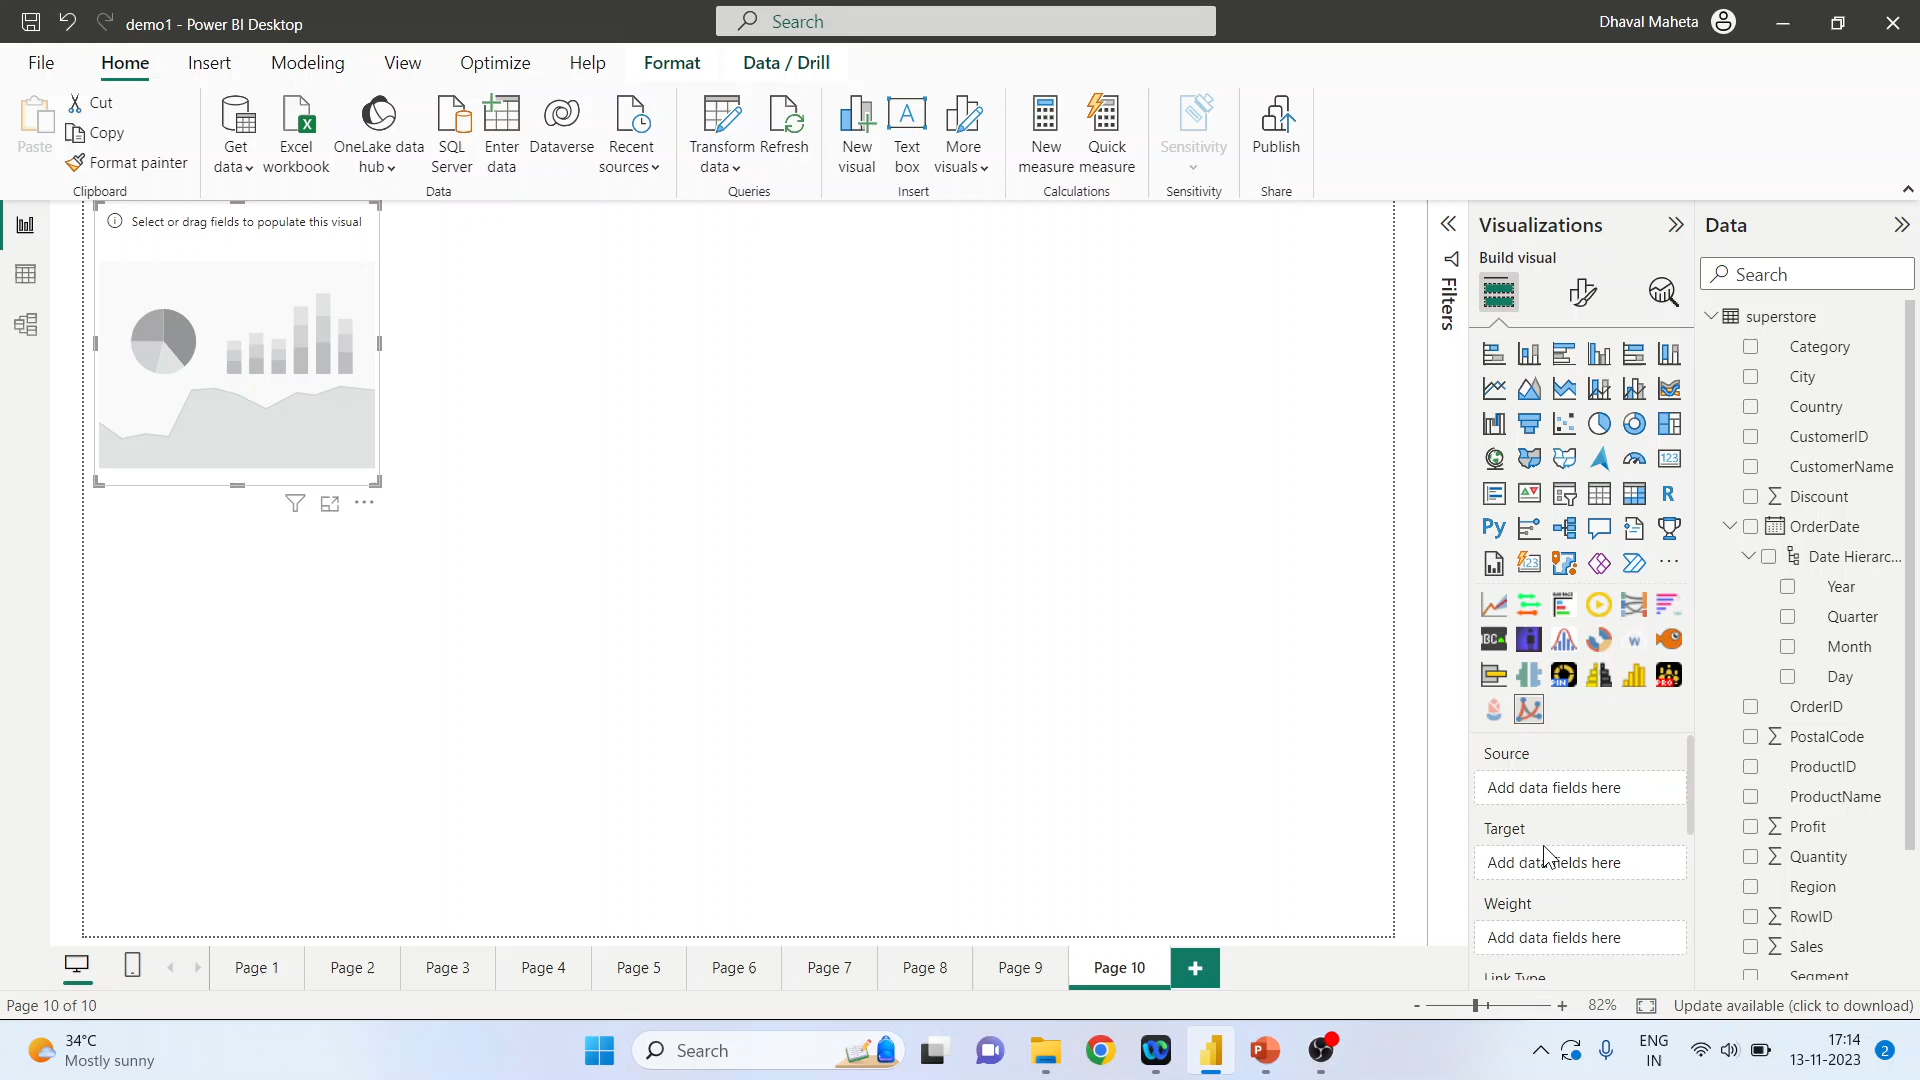 demo1 - Power BI Desktop
Search
Dhaval Maheta
File Home Insert Modeling View Optimize Help Format Data / Drill
Paste
Cut
Copy
Format painter
Clipboard
Get data
Excel workbook
OneLake data hub
SQL Server
Enter data
Dataverse
Recent sources
Data
Transform data
Refresh
Queries
New visual
Text box
More visuals
Insert
New measure
Quick measure
Calculations
Sensitivity
Sensitivity
Publish
Share
Select or drag fields to populate this visual
Filters
Visualizations
Build visual
123
R
Py
123
BC
W
IN
PRO
Source
Add data fields here
Target
Add data fields here
Weight
Add data fields here
Link Type
Data
Search
superstore
Category
City
Country
CustomerID
CustomerName
Discount
OrderDate
Date Hierarc...
Year
Quarter
Month
Day
OrderID
PostalCode
ProductID
ProductName
Profit
Quantity
Region
RowID
Sales
Segment
Page 1 Page 2 Page 3 Page 4 Page 5 Page 6 Page 7 Page 8 Page 9 Page 10
Page 10 of 10
- + 82%
Update available (click to download)
34°C
Mostly sunny
Search
ENG
IN
17:14
13-11-2023
2